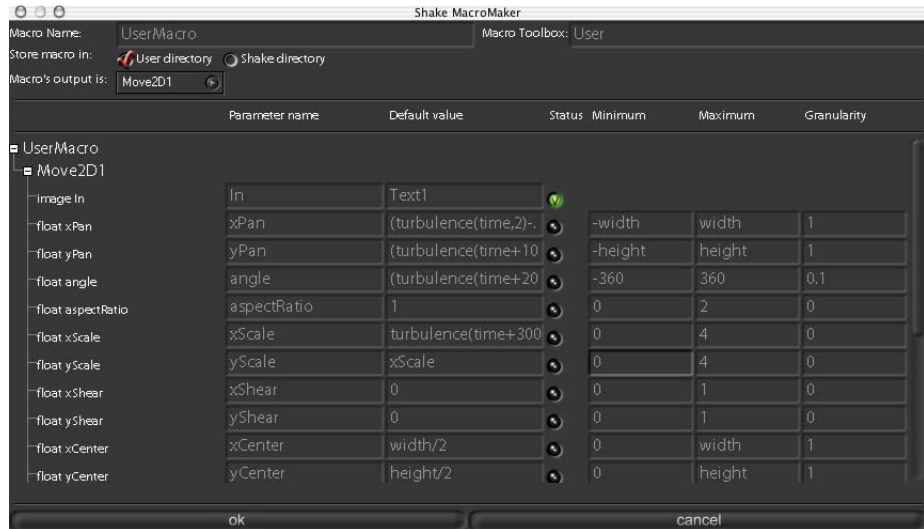 Shake MacroMaker
Macro Name: UserMacro Macro Toolbox: User
Store macro in: User directory Shake directory
Macro's output is: Move2D1
Parameter name Default value Status Minimum Maximum Granularity
UserMacro
Move2D1
image In In Text1
float xPan xPan (turbulence(time,2)-. -width width 1
float yPan yPan (turbulence(time+10 -height height 1
float angle angle (turbulence(time+20 -360 360 0.1
float aspectRatio aspectRatio 1 0 2 0
float xScale xScale turbulence(time+300 0 4 0
float yScale yScale xScale 0 4 0
float xShear xShear 0 0 1 0
float yShear yShear 0 0 1 0
float xCenter xCenter width/2 0 width 1
float yCenter yCenter height/2 0 height 1
ok cancel